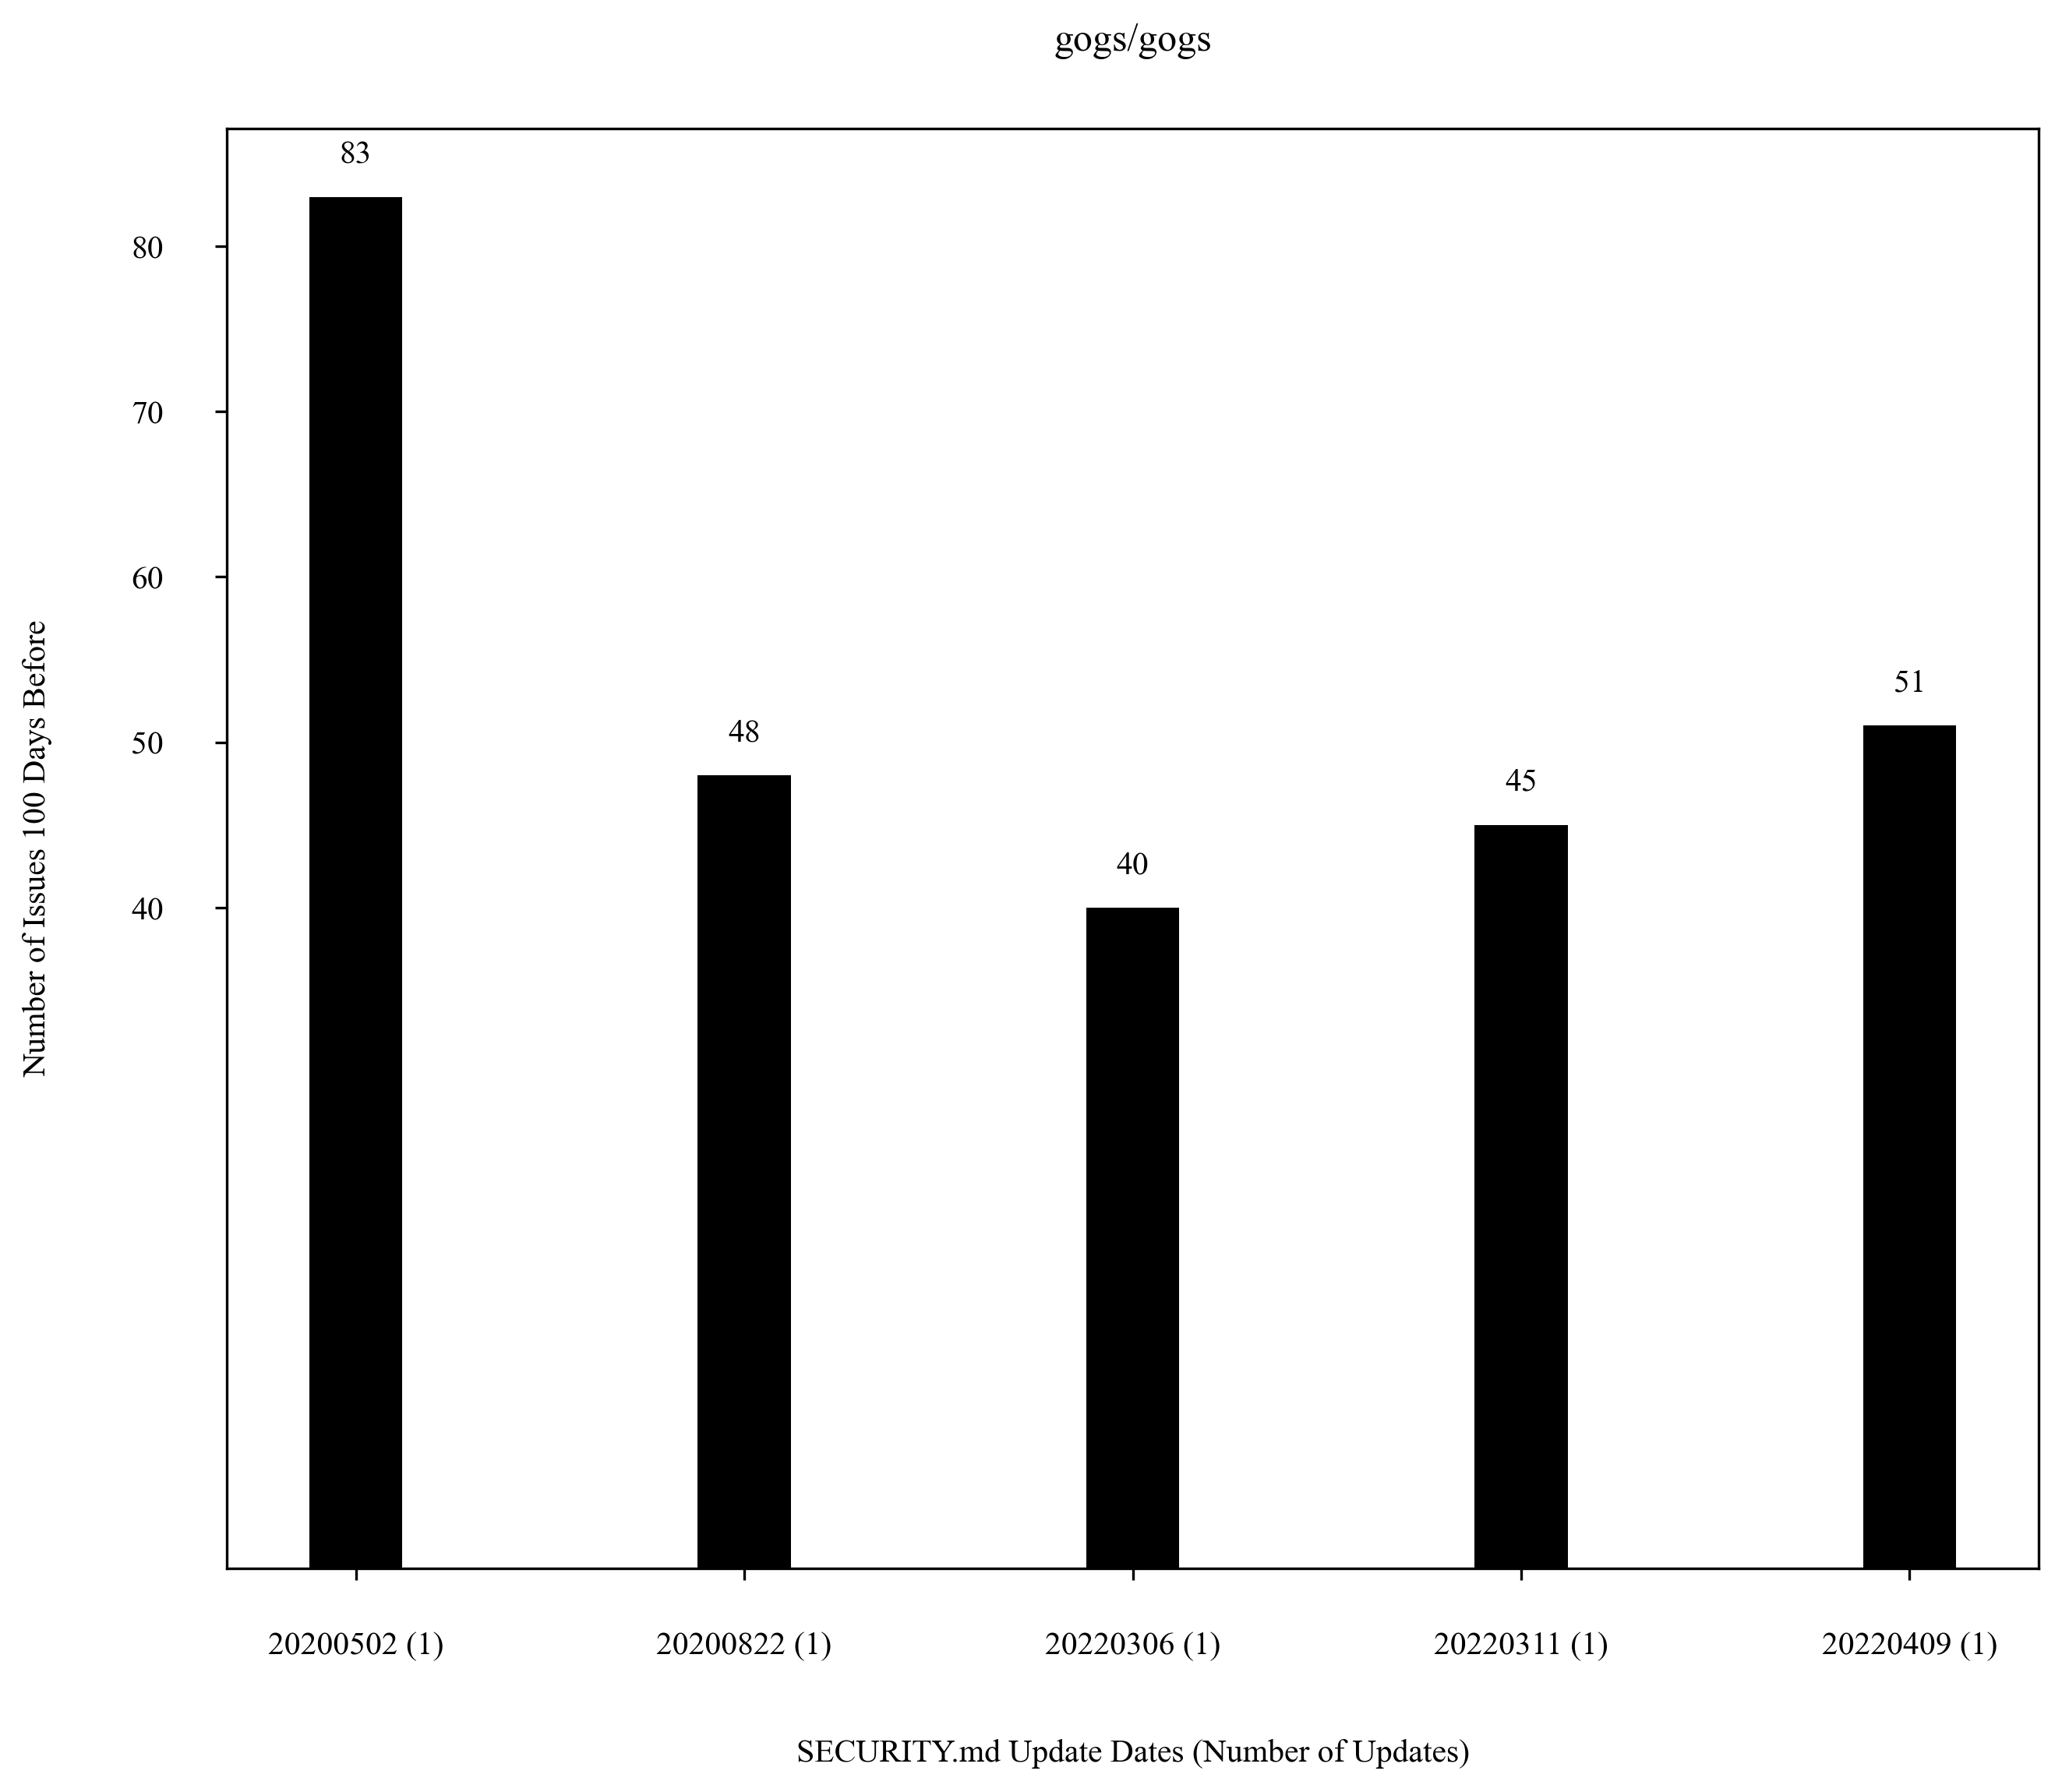 gogs/gogs
83
80
70
60
51
50
48
45
40
40
Number of Issues 100 Days Before
20200502 (1) 20200822 (1) 20220306 (1) 20220311 (1) 20220409 (1)
SECURITY.md Update Dates (Number of Updates)